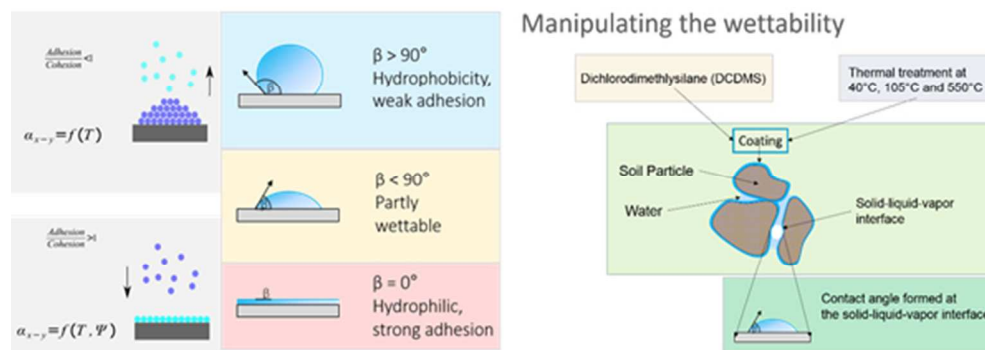 Adhesion
Cohesion <1
α x−y = f(T)
β > 90°
Hydrophobicity,
weak adhesion
β
β < 90°
Partly
wettable
β
Adhesion
Cohesion >1
α x−y = f(T, Ψ)
β = 0°
Hydrophilic,
strong adhesion
β
Manipulating the wettability
Dichlorodimethlysilane (DCDMS)
Thermal treatment at
40°C, 105°C and 550°C
Coating
Soil Particle
Water
Solid-liquid-vapor
interface
Contact angle formed at
the solid-liquid-vapor interface